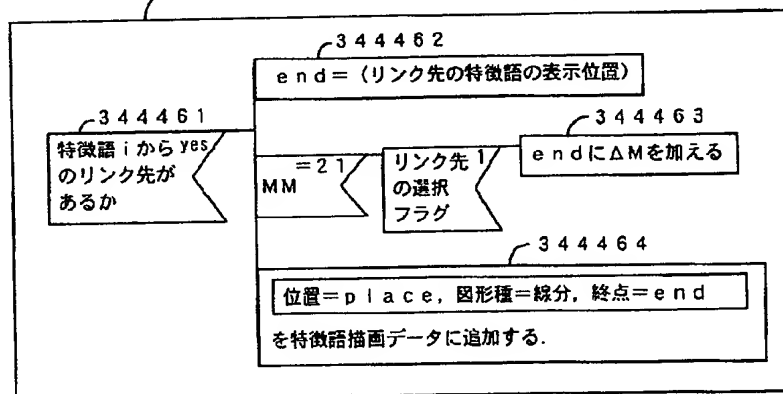 344462
end=(リンク先の特徴語の表示位置)
344461
特徴語iから yes
のリンク先が
あるか
=21
MM
リンク先 1
の選択
フラグ
344463
endにΔMを加える
344464
位置=place,図形種=線分,終点=end
を特徴語描画データに追加する.